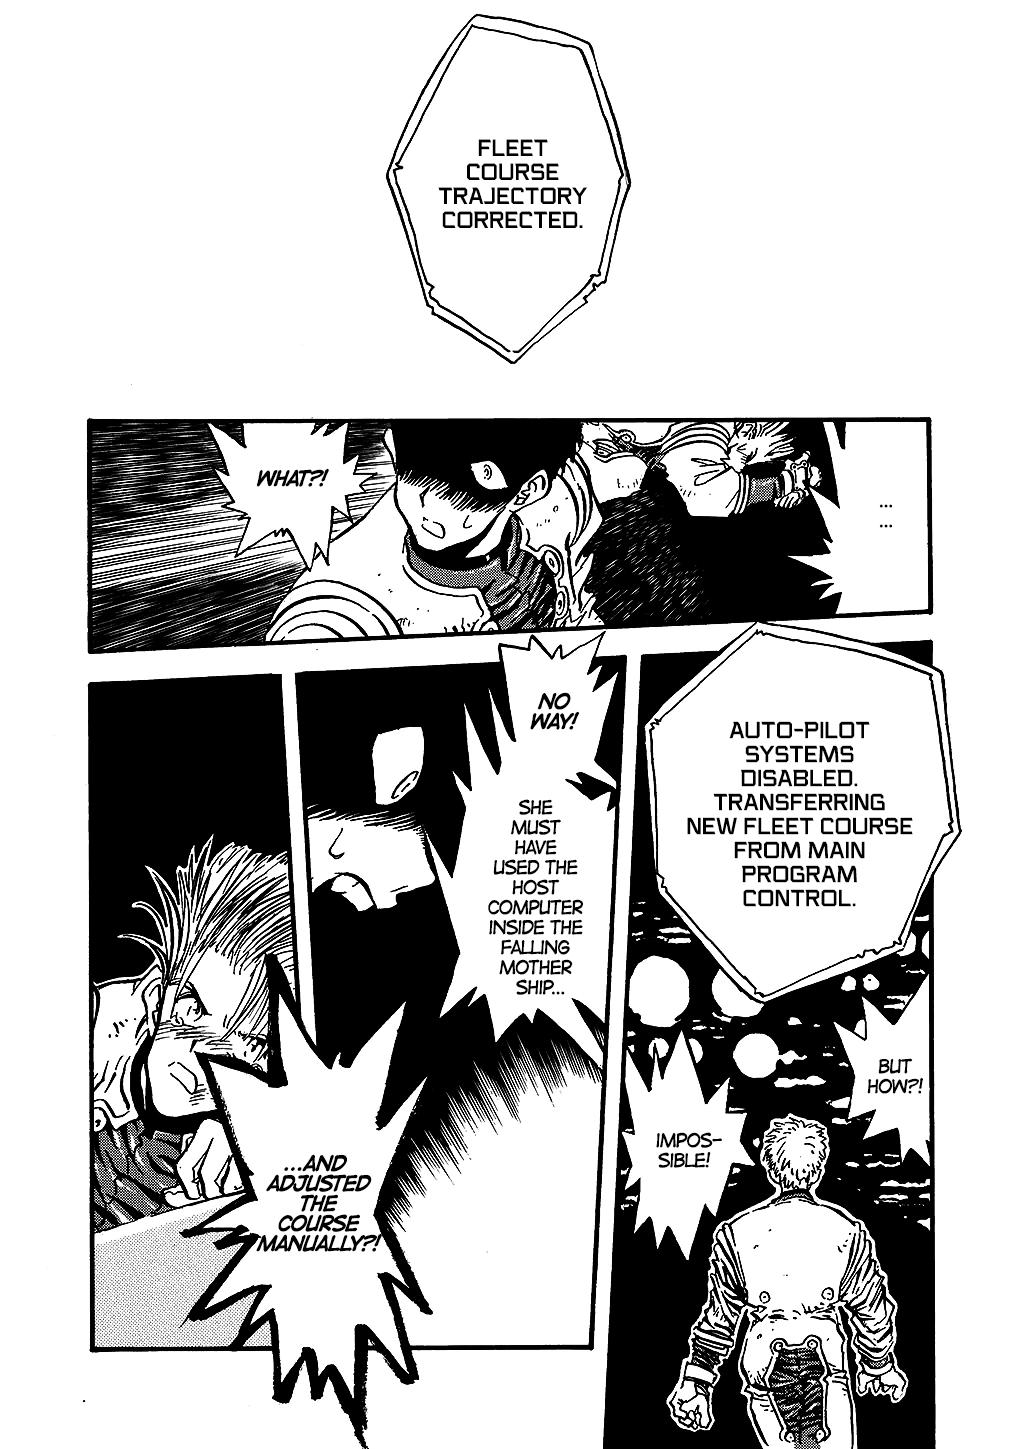 FLEET
COURSE
TRAJECTORY
CORRECTED.
...
...
WHAT?!
AUTO-PILOT
SYSTEMS
DISABLED.
TRANSFERRING
NEW FLEET COURSE
FROM MAIN
PROGRAM
CONTROL.
BUT
HOW?!
IMPOS-
SIBLE!
NO
WAY!
SHE
MUST
HAVE
USED THE
HOST
COMPUTER
INSIDE THE
FALLING
MOTHER
SHIP...
...AND
ADJUSTED
THE
COURSE
MANUALLY?!